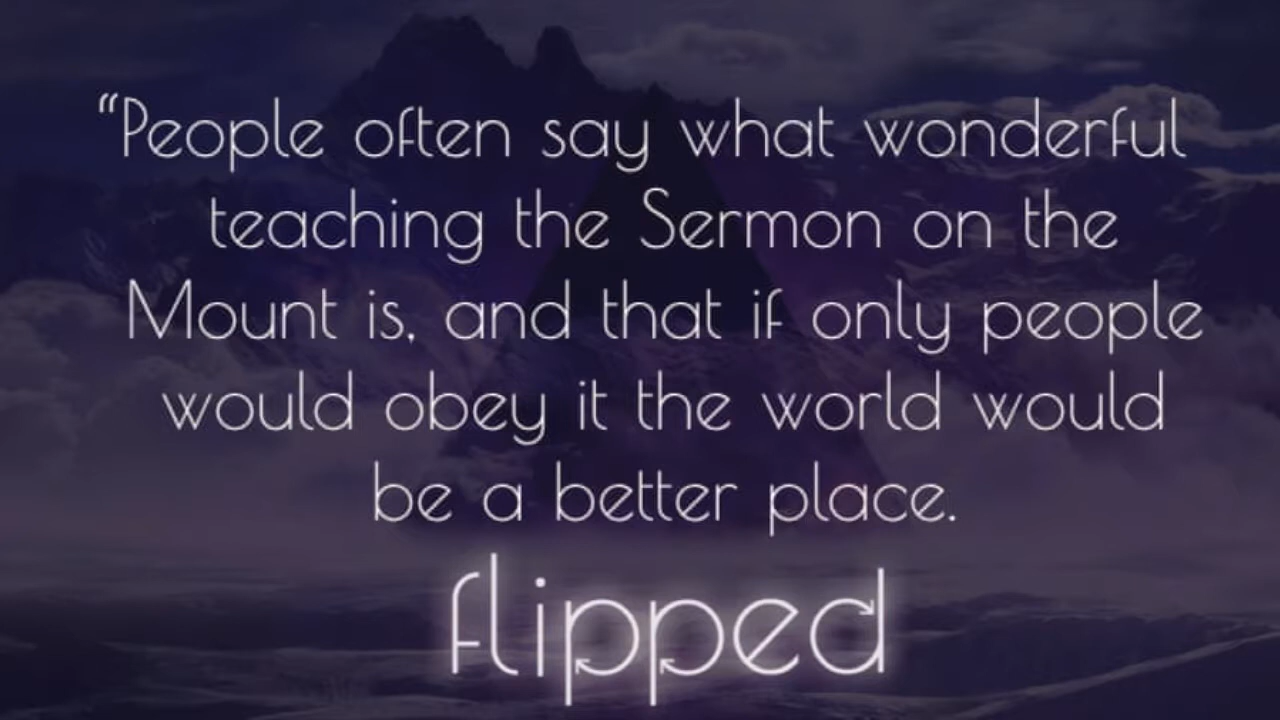 “People often say what wonderful
teaching the Sermon on the
Mount is, and that if only people
would obey it the world would
be a better place.
flipped